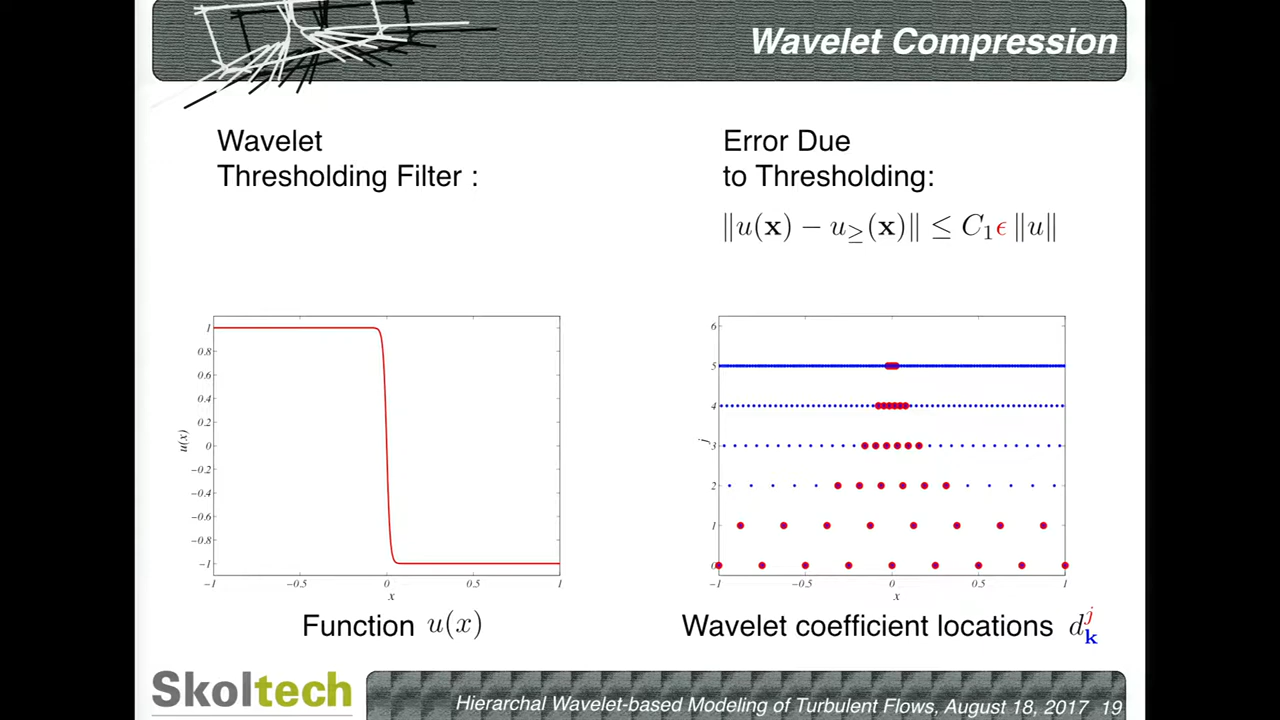 Wavelet Compression
Wavelet
Thresholding Filter :
Error Due
to Thresholding:
‖u(𝐱) − u≥(𝐱)‖ ≤ C₁ϵ ‖u‖
1
0.8
0.6
0.4
0.2
0
−0.2
−0.4
−0.6
−0.8
−1
u(x)
−1 −0.5 0 0.5 1
x
Function u(x)
6
5
4
3
2
1
0
j
−1 −0.5 0 0.5 1
x
Wavelet coefficient locations d_𝐤^j
Skoltech
Hierarchal Wavelet-based Modeling of Turbulent Flows, August 18, 2017 19